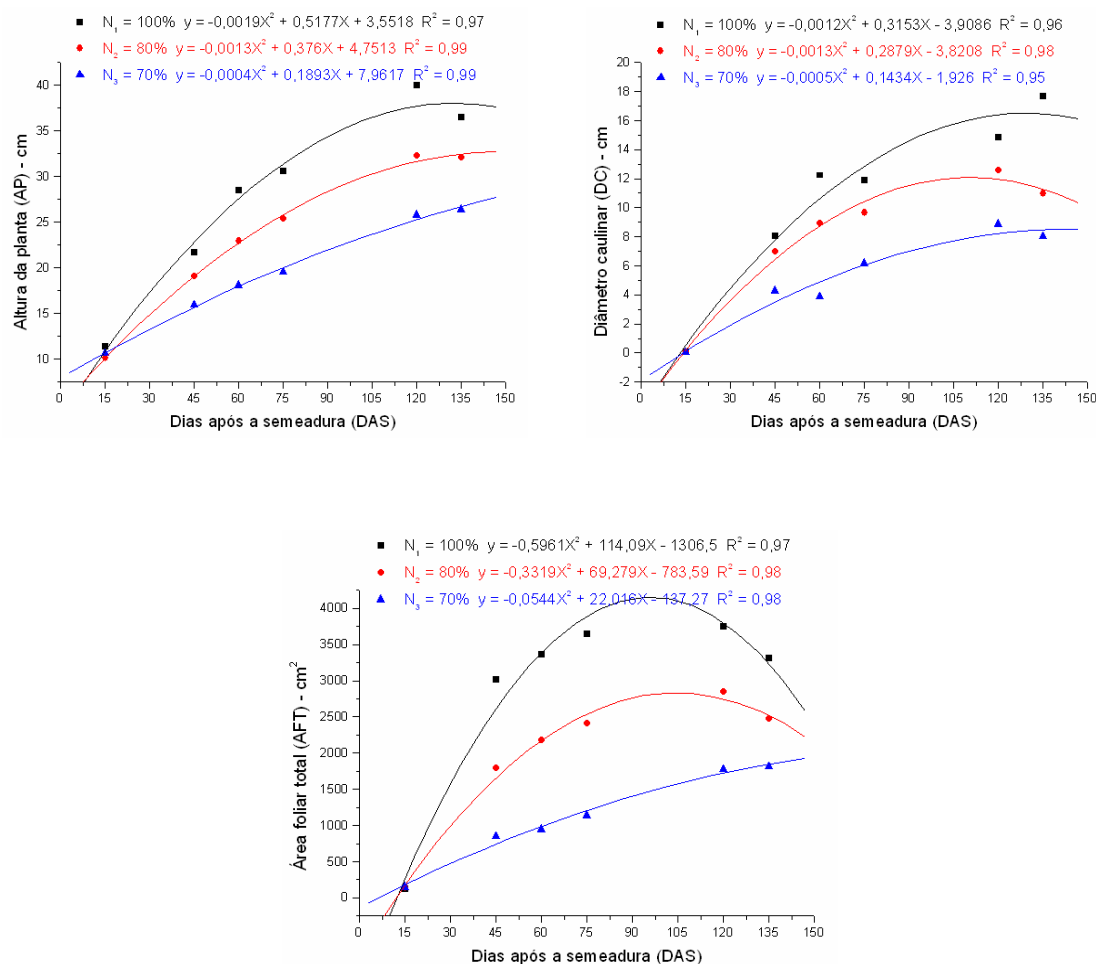 N₁ = 100% y = -0,0019X² + 0,5177X + 3,5518 R² = 0,97
N₂ = 80% y = -0,0013X² + 0,376X + 4,7513 R² = 0,99
N₃ = 70% y = -0,0004X² + 0,1893X + 7,9617 R² = 0,99
40
35
30
25
20
15
10
Altura da planta (AP) - cm
0 15 30 45 60 75 90 105 120 135 150
Dias após a semeadura (DAS)
N₁ = 100% y = -0,0012X² + 0,3153X - 3,9086 R² = 0,96
N₂ = 80% y = -0,0013X² + 0,2879X - 3,8208 R² = 0,98
N₃ = 70% y = -0,0005X² + 0,1434X - 1,926 R² = 0,95
20
18
16
14
12
10
8
6
4
2
0
-2
Diâmetro caulinar (DC) - cm
0 15 30 45 60 75 90 105 120 135 150
Dias após a semeadura (DAS)
N₁ = 100% y = -0,5961X² + 114,09X - 1306,5 R² = 0,97
N₂ = 80% y = -0,3319X² + 69,279X - 783,59 R² = 0,98
N₃ = 70% y = -0,0544X² + 22,016X - 137,27 R² = 0,98
4000
3500
3000
2500
2000
1500
1000
500
0
Área foliar total (AFT) - cm²
0 15 30 45 60 75 90 105 120 135 150
Dias após a semeadura (DAS)